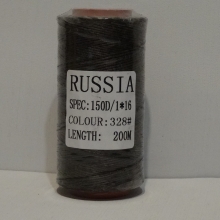 RUSSIA
SPEC:150D/1*16
COLOUR:328#
LENGTH: 200M